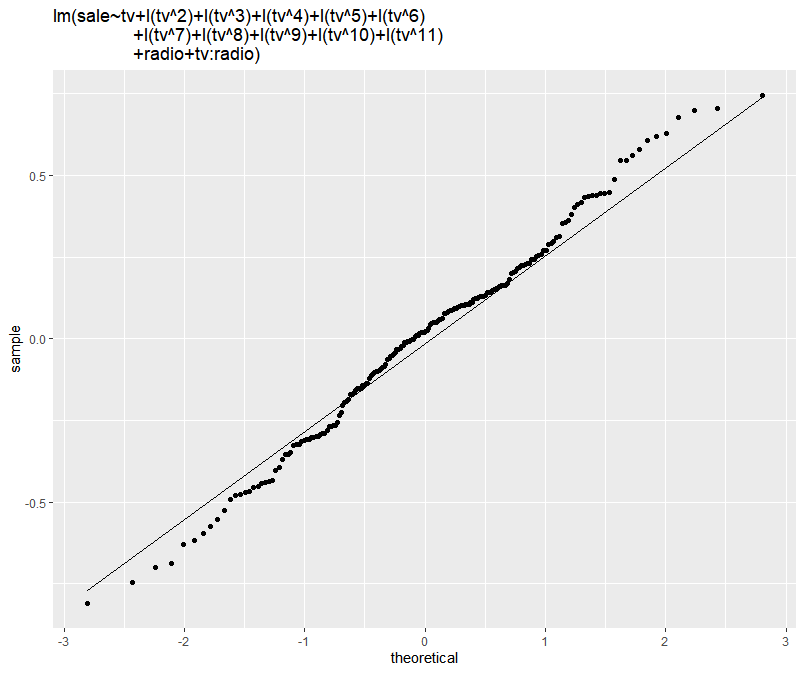 lm(sale~tv+I(tv^2)+I(tv^3)+I(tv^4)+I(tv^5)+I(tv^6)
+I(tv^7)+I(tv^8)+I(tv^9)+I(tv^10)+I(tv^11)
+radio+tv:radio)
0.5
0.0
-0.5
sample
-3
-2
-1
0
1
2
3
theoretical